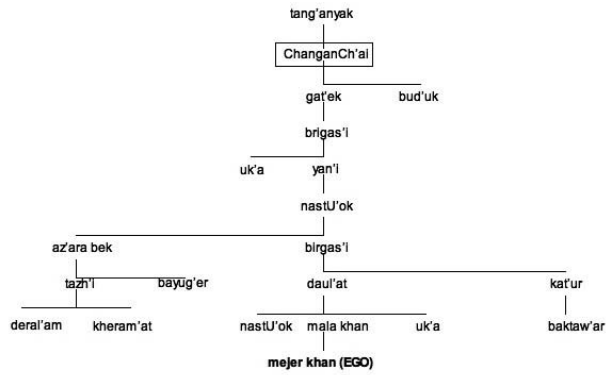 tang'anyak
ChanganCh'ai
gat'ek bud'uk
brigas'i
uk'a yan'i
nastU'ok
az'ara bek birgas'i
tazh'i bayug'er daul'at kat'ur
deral'am kheram'at nastU'ok mala khan uk'a baktaw'ar
mejer khan (EGO)